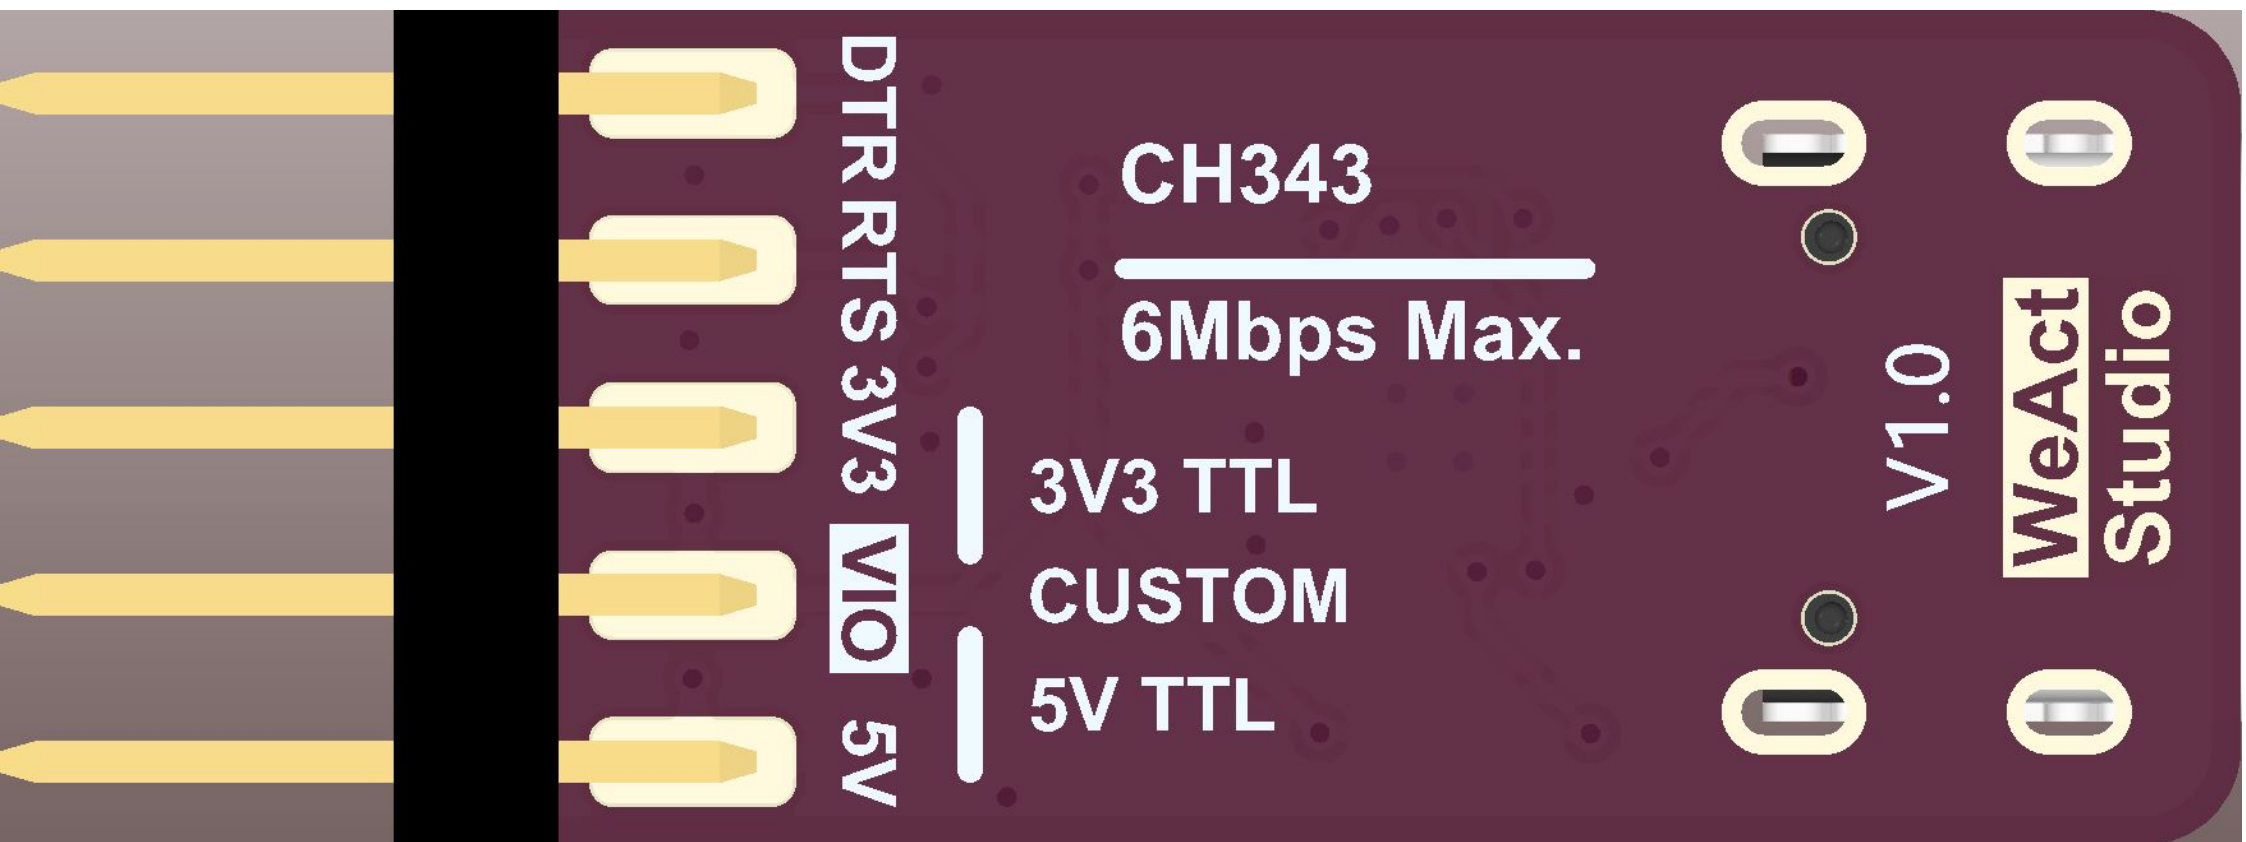 DTR
RTS
3V3
VIO
5V
CH343
6Mbps Max.
3V3 TTL
CUSTOM
5V TTL
V1.0
WeAct
Studio